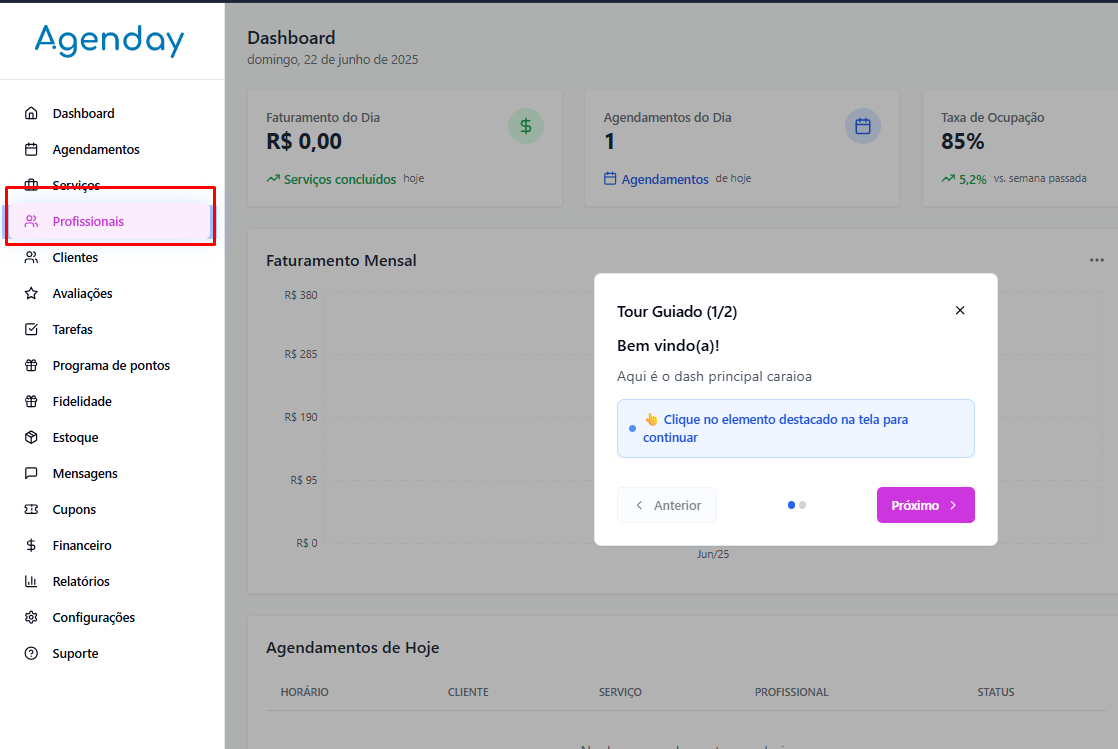 Agenday
Dashboard
Agendamentos
Serviços
Profissionais
Clientes
Avaliações
Tarefas
Programa de pontos
Fidelidade
Estoque
Mensagens
Cupons
Financeiro
Relatórios
Configurações
Suporte
Dashboard
domingo, 22 de junho de 2025
Faturamento do Dia
R$ 0,00
Serviços concluídos hoje
Agendamentos do Dia
1
Agendamentos de hoje
Taxa de Ocupação
85%
5,2% vs. semana passada
Faturamento Mensal
R$ 380
R$ 285
R$ 190
R$ 95
R$ 0
Jun/25
Tour Guiado (1/2)
Bem vindo(a)!
Aqui é o dash principal caraioa
👆 Clique no elemento destacado na tela para
continuar
Anterior
Próximo
Agendamentos de Hoje
HORÁRIO CLIENTE SERVIÇO PROFISSIONAL STATUS